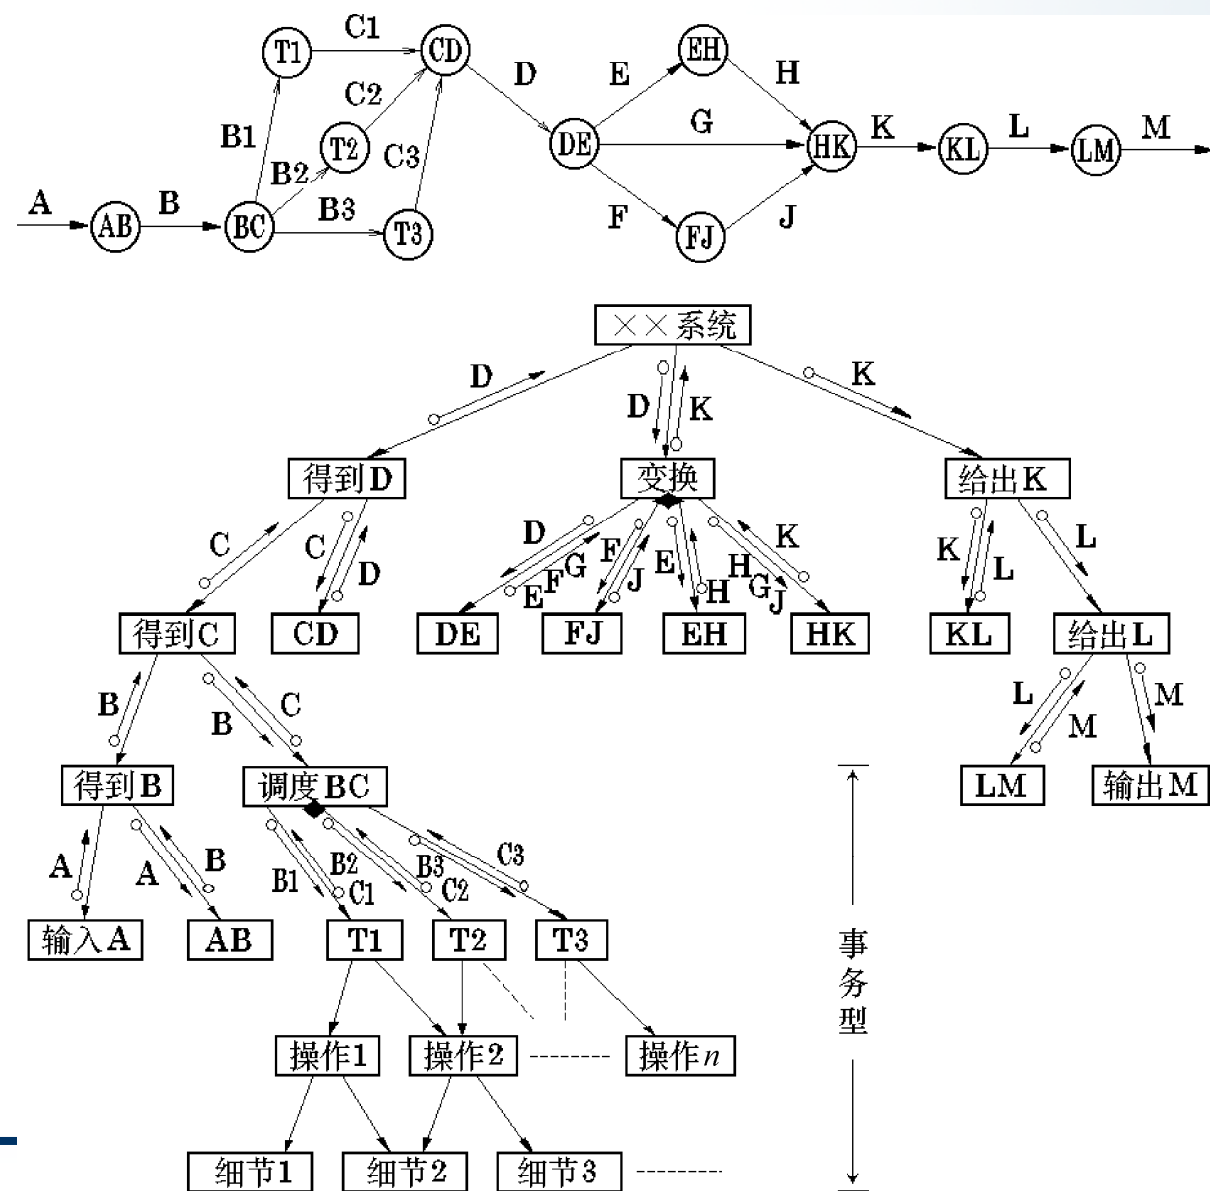 C1
T1
CD
EH
D
E
H
C2
B1
T2
C3
DE
G
HK
K
KL
L
LM
M
B2
A
AB
B
BC
B3
T3
F
FJ
J
××系统
D
D
K
K
得到D
变换
给出K
C
C
D
D
E F G
F
J
E
H
H G J
K
K
L
L
得到C
CD
DE
FJ
EH
HK
KL
给出L
B
B
C
L
M
M
得到B
调度BC
LM
输出M
A
A
B
B1
B2
C1
B3
C2
C3
输入A
AB
T1
T2
T3
事务型
操作1
操作2
操作n
细节1
细节2
细节3